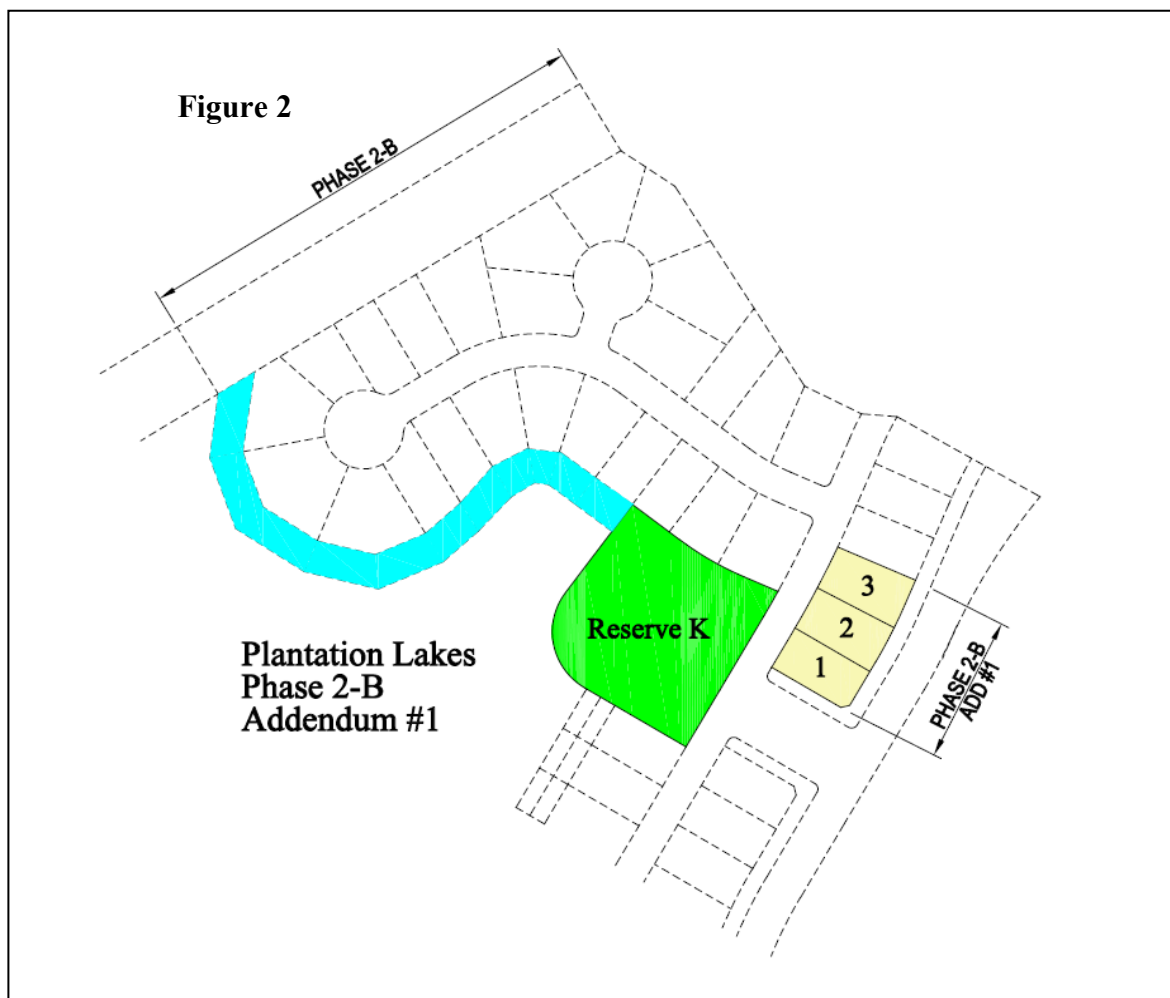 Figure 2
PHASE 2-B
3
2
1
Reserve K
Plantation Lakes
Phase 2-B
Addendum #1
PHASE 2-B
ADD #1